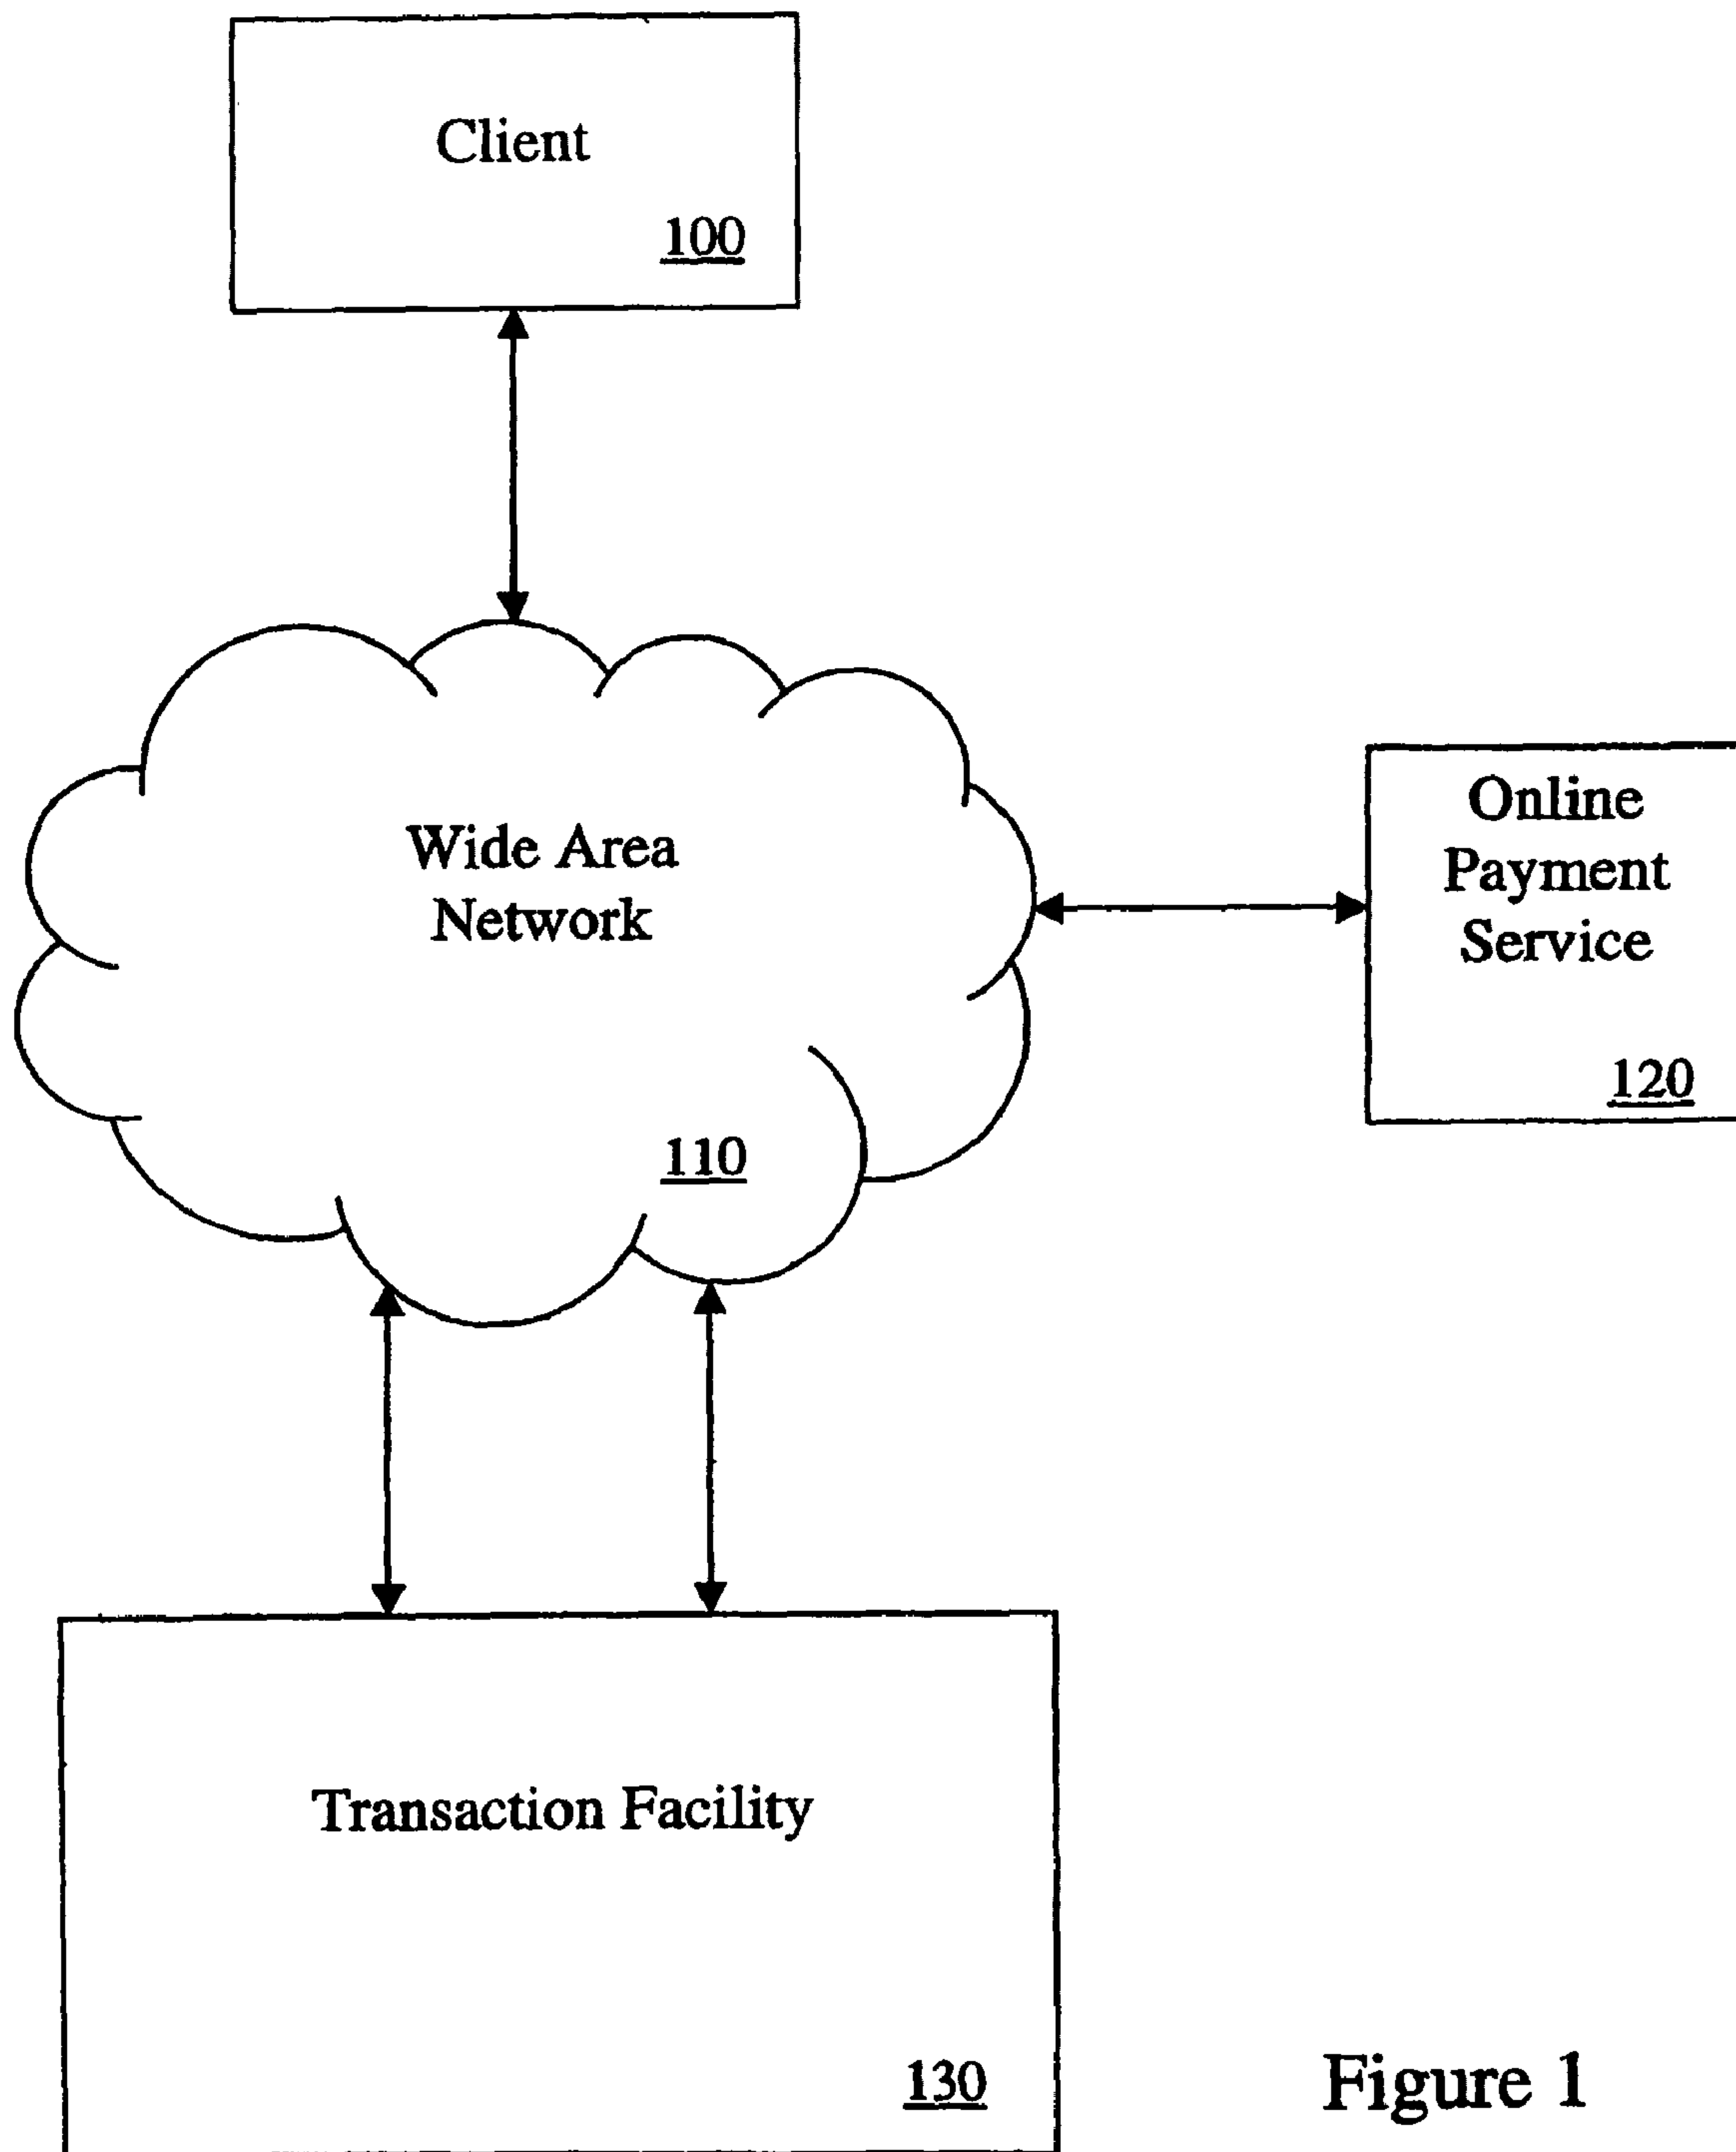 Client
100
Wide Area
Network
110
Online
Payment
Service
120
Transaction Facility
130
Figure 1